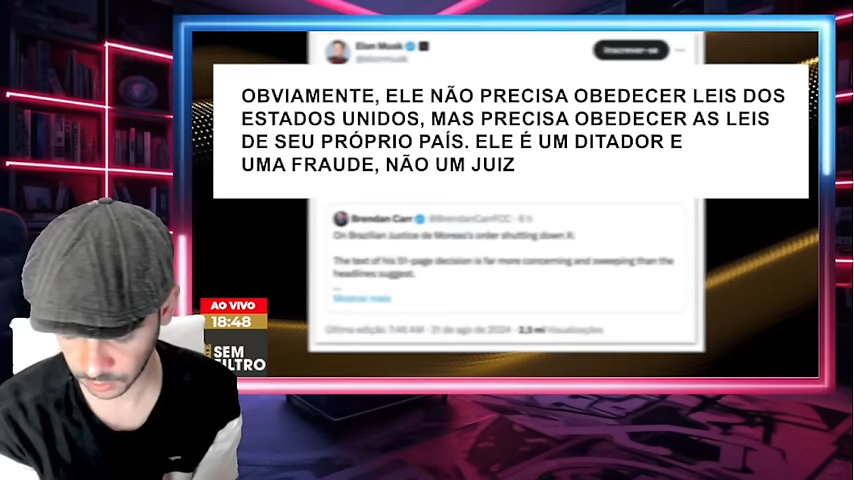 Elon Musk
@elonmusk
Inscrever-se
OBVIAMENTE, ELE NÃO PRECISA OBEDECER LEIS DOS
ESTADOS UNIDOS, MAS PRECISA OBEDECER AS LEIS
DE SEU PRÓPRIO PAÍS. ELE É UM DITADOR E
UMA FRAUDE, NÃO UM JUIZ
Brendan Carr @BrendanCarrFCC · 8 h
On Brazilian Justice de Moraes's order shutting down X:
The text of his 51-page decision is far more concerning and sweeping than the
headlines suggest.
...
Mostrar mais
Última edição 7:46 AM · 31 de ago de 2024 · 2,5 mi Visualizações
AO VIVO
18:48
SEM
FILTRO